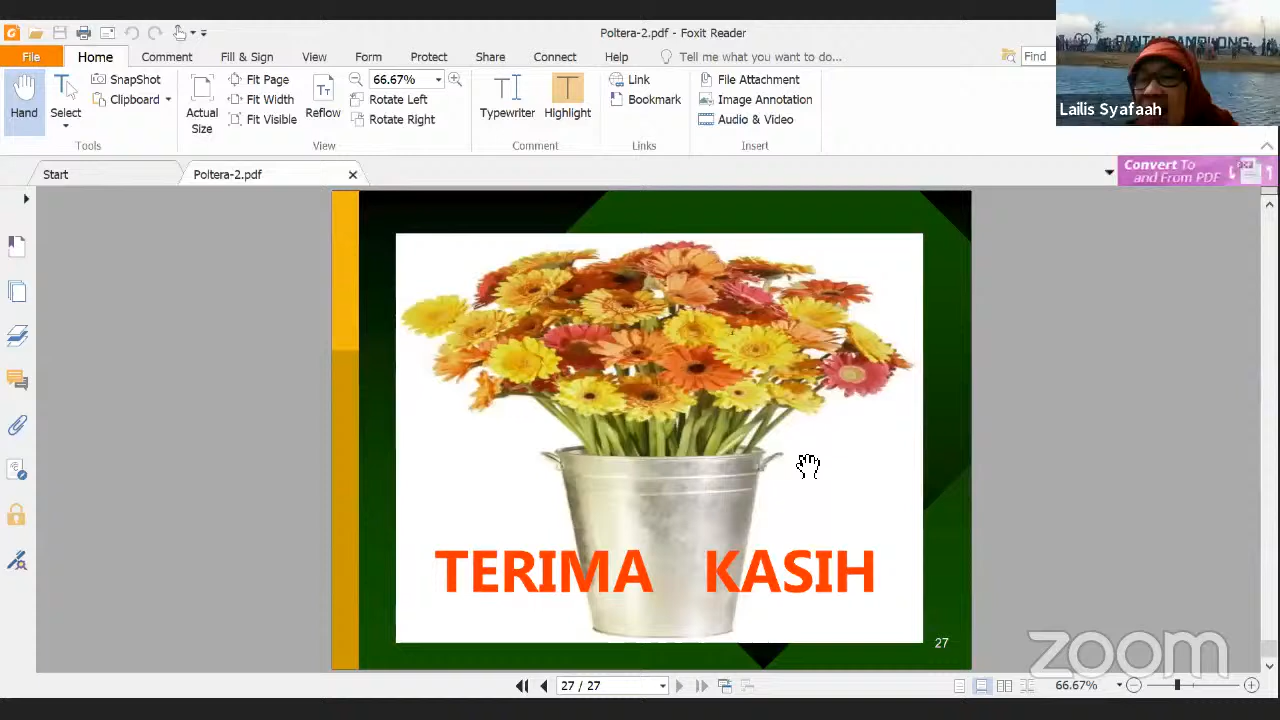 Poltera-2.pdf - Foxit Reader
File Home Comment Fill & Sign View Form Protect Share Connect Help Tell me what you want to do... Find
Hand
Select
SnapShot
Clipboard
Tools
Actual Size
Fit Page
Fit Width
Fit Visible
Reflow
66.67%
Rotate Left
Rotate Right
View
Typewriter
Highlight
Comment
Link
Bookmark
Links
File Attachment
Image Annotation
Audio & Video
Insert
PANTAI
Lailis Syafaah
Start
Poltera-2.pdf
Convert To
and From PDF
TERIMA KASIH
27
zoom
27 / 27
66.67%